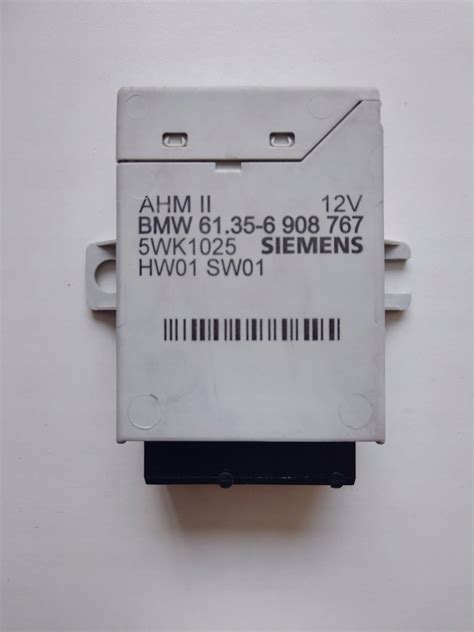 AHM II 12V
BMW 61.35-6 908 767
5WK1025 SIEMENS
HW01 SW01